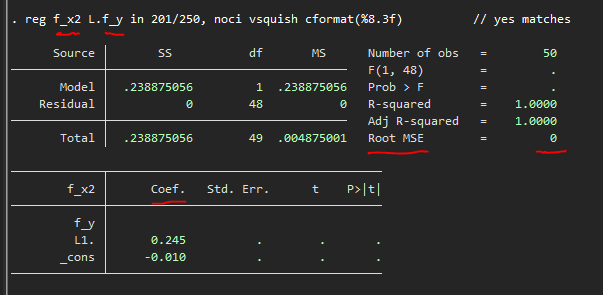 . reg f_x2 L.f_y in 201/250, noci vsquish cformat(%8.3f) // yes matches
Source SS df MS Number of obs = 50
F(1, 48) = .
Model .238875056 1 .238875056 Prob > F = .
Residual 0 48 0 R-squared = 1.0000
Adj R-squared = 1.0000
Total .238875056 49 .004875001 Root MSE = 0
f_x2 Coef. Std. Err. t P>|t|
f_y
L1. 0.245 . . .
_cons -0.010 . . .